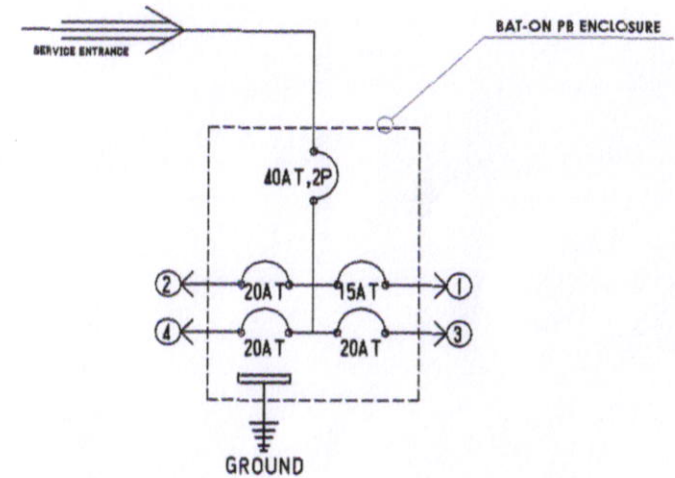 BAT-ON PB ENCLOSURE
SERVICE ENTRANCE
40AT,2P
2
20AT
15AT
1
4
20AT
20AT
3
GROUND